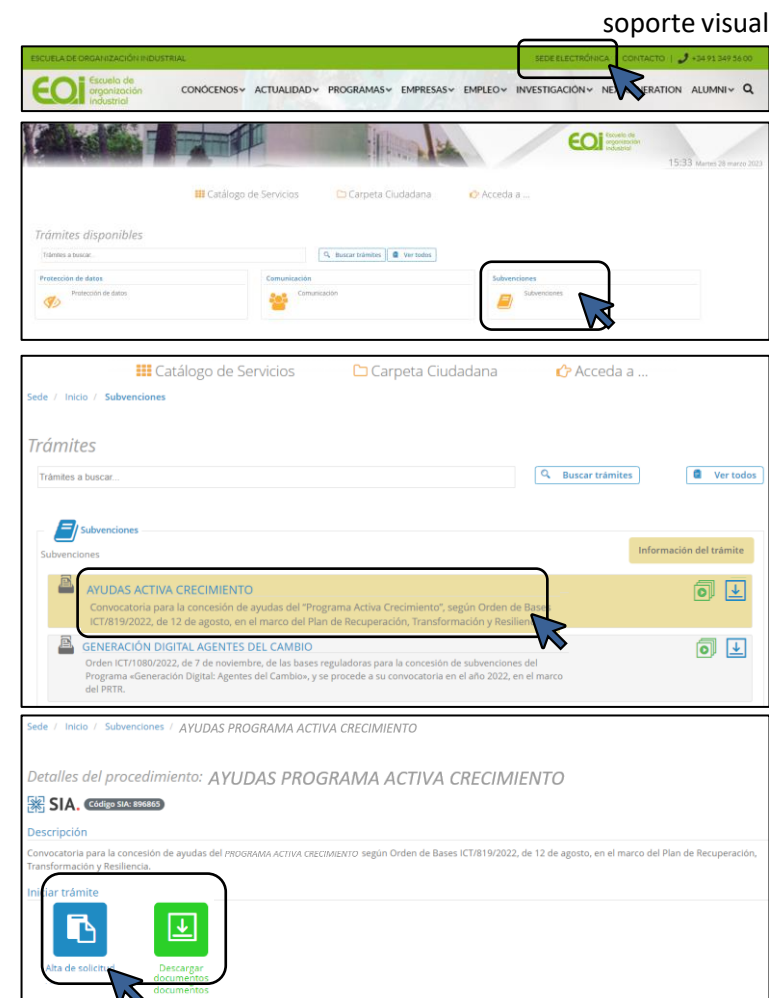 soporte visual
ESCUELA DE ORGANIZACIÓN INDUSTRIAL SEDE ELECTRÓNICA CONTACTO | +34 91 349 56 00
EOi Escuela de organización industrial
CONÓCENOS ACTUALIDAD PROGRAMAS EMPRESAS EMPLEO INVESTIGACIÓN ALUMNI
EOi Escuela de organización industrial
15:33 Martes 28 marzo 2023
Catálogo de Servicios Carpeta Ciudadana Acceda a ...
Trámites disponibles
Trámites a buscar... Buscar trámites Ver todos
Protección de datos Comunicación Subvenciones
Protección de datos Comunicación Subvenciones
Catálogo de Servicios Carpeta Ciudadana Acceda a ...
Sede / Inicio / Subvenciones
Trámites
Trámites a buscar... Buscar trámites Ver todos
Subvenciones
Subvenciones Información del trámite
AYUDAS ACTIVA CRECIMIENTO
Convocatoria para la concesión de ayudas del "Programa Activa Crecimiento", según Orden de Bases
ICT/819/2022, de 12 de agosto, en el marco del Plan de Recuperación, Transformación y
GENERACIÓN DIGITAL AGENTES DEL CAMBIO
Orden ICT/1080/2022, de 7 de noviembre, de las bases reguladoras para la concesión de subvenciones del
Programa «Generación Digital: Agentes del Cambio», y se procede a su convocatoria en el año 2022, en el marco
del PRTR.
Sede / Inicio / Subvenciones / AYUDAS PROGRAMA ACTIVA CRECIMIENTO
Detalles del procedimiento: AYUDAS PROGRAMA ACTIVA CRECIMIENTO
SIA. Código SIA: 896865
Descripción
Convocatoria para la concesión de ayudas del PROGRAMA ACTIVA CRECIMIENTO según Orden de Bases ICT/819/2022, de 12 de agosto, en el marco del Plan de Recuperación,
Transformación y Resiliencia.
Iniciar trámite
Alta de solicitud Descargar
documentos
documentos